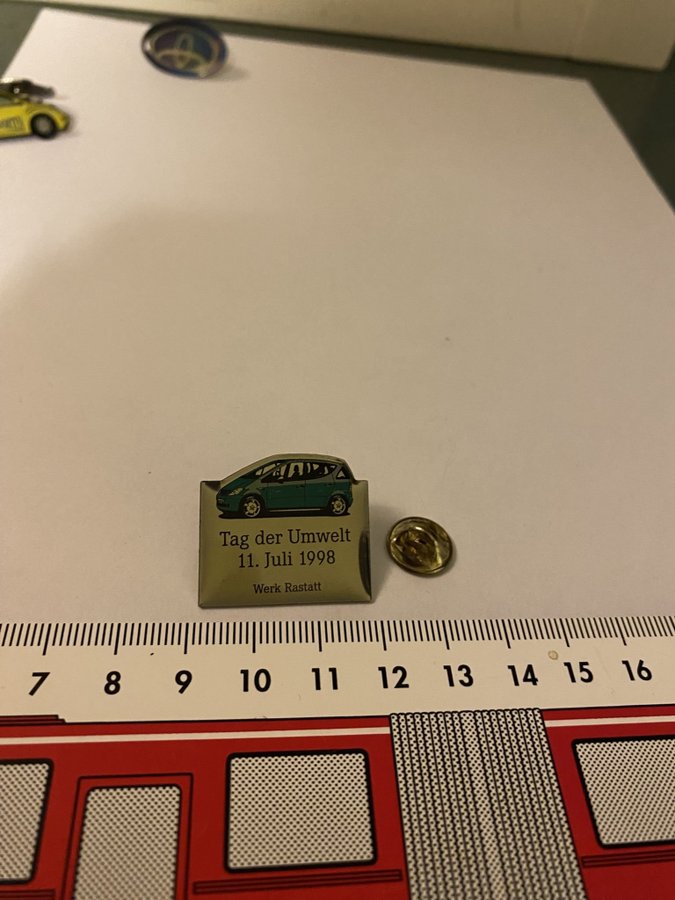 Tag der Umwelt
11. Juli 1998
Werk Rastatt
7 8 9 10 11 12 13 14 15 16